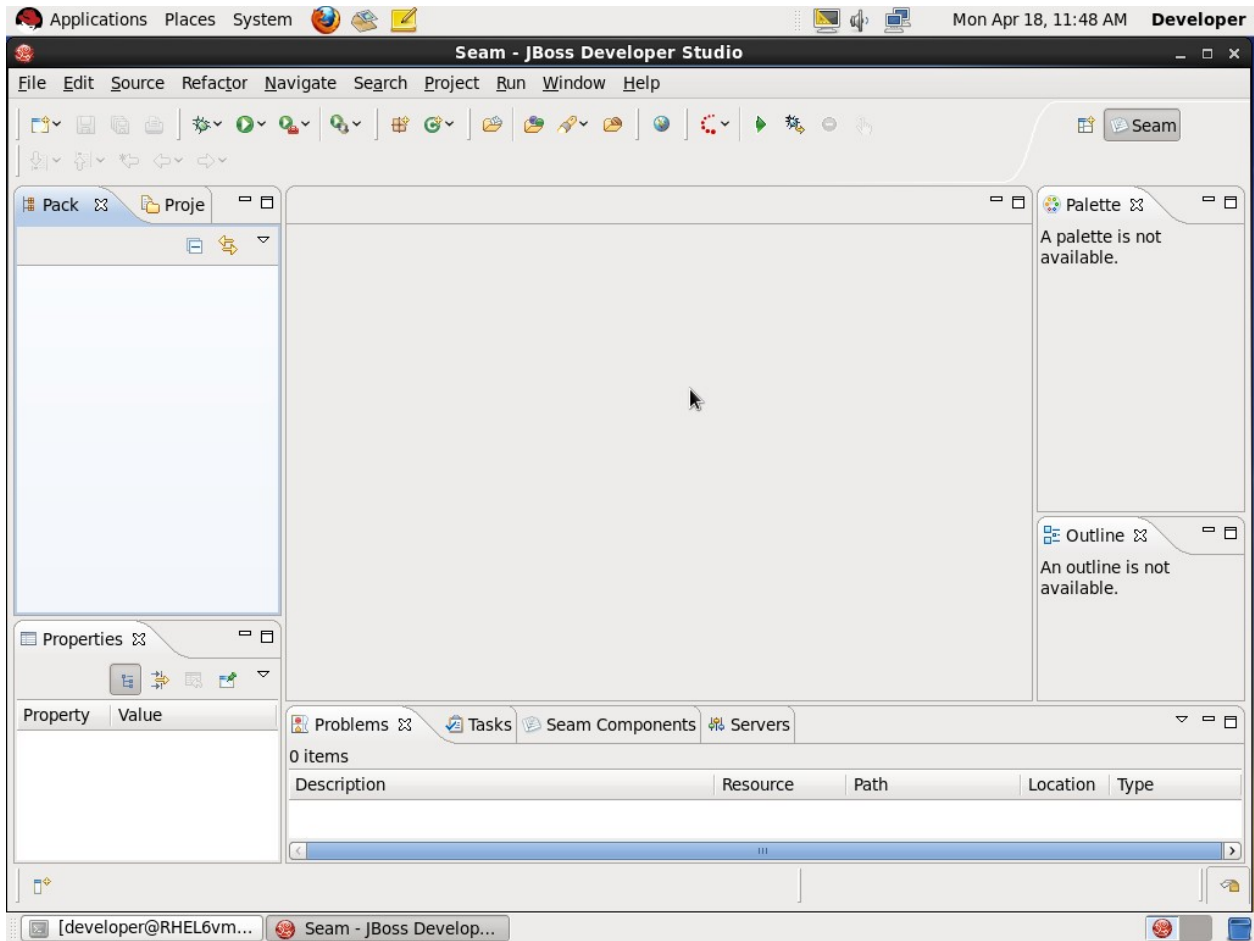 Applications Places System Mon Apr 18, 11:48 AM Developer
Seam - JBoss Developer Studio
File Edit Source Refactor Navigate Search Project Run Window Help
Seam
Pack Proje
Palette
A palette is not
available.
Outline
An outline is not
available.
Properties
Property Value
Problems Tasks Seam Components Servers
0 items
Description Resource Path Location Type
[developer@RHEL6vm... Seam - JBoss Develop...